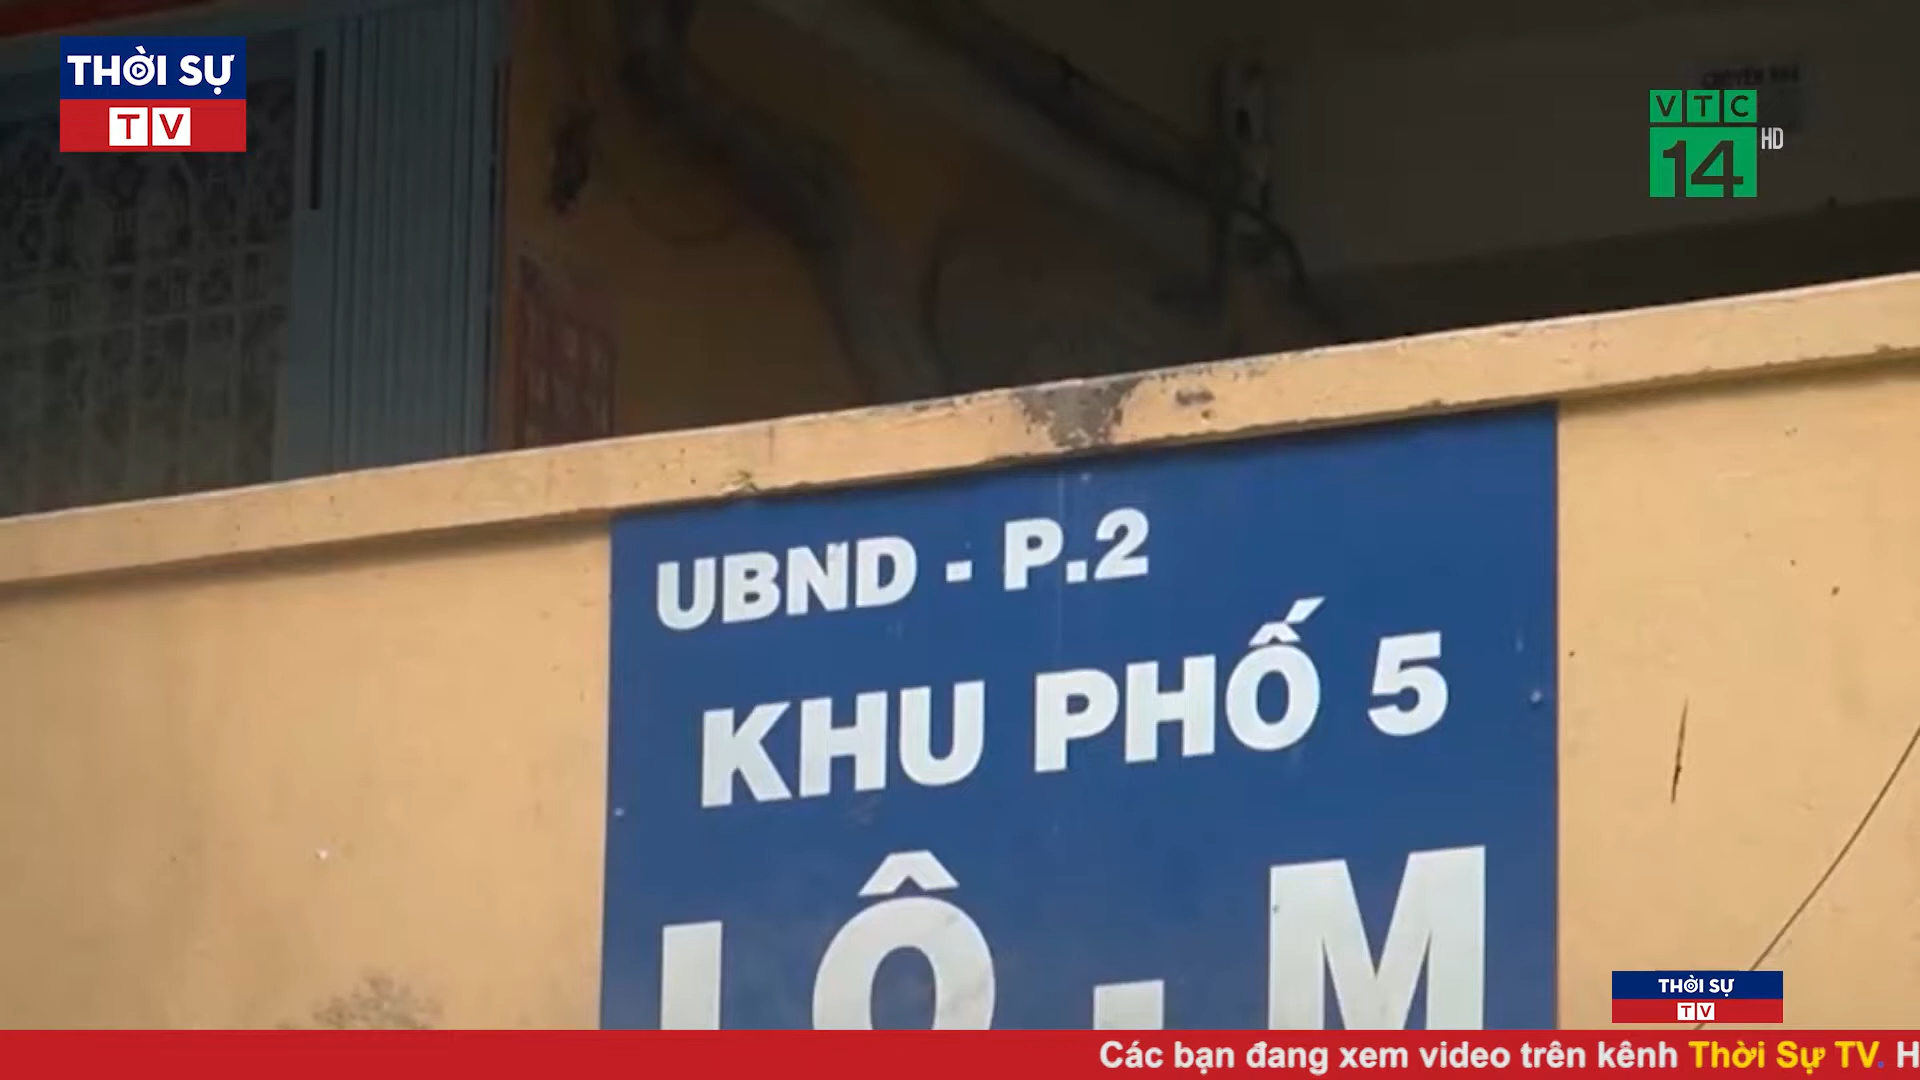 THỜI SỰ
TV
VTC
14 HD
UBND - P.2
KHU PHỐ 5
LÔ - M
THỜI SỰ
TV
Các bạn đang xem video trên kênh Thời Sự TV. H